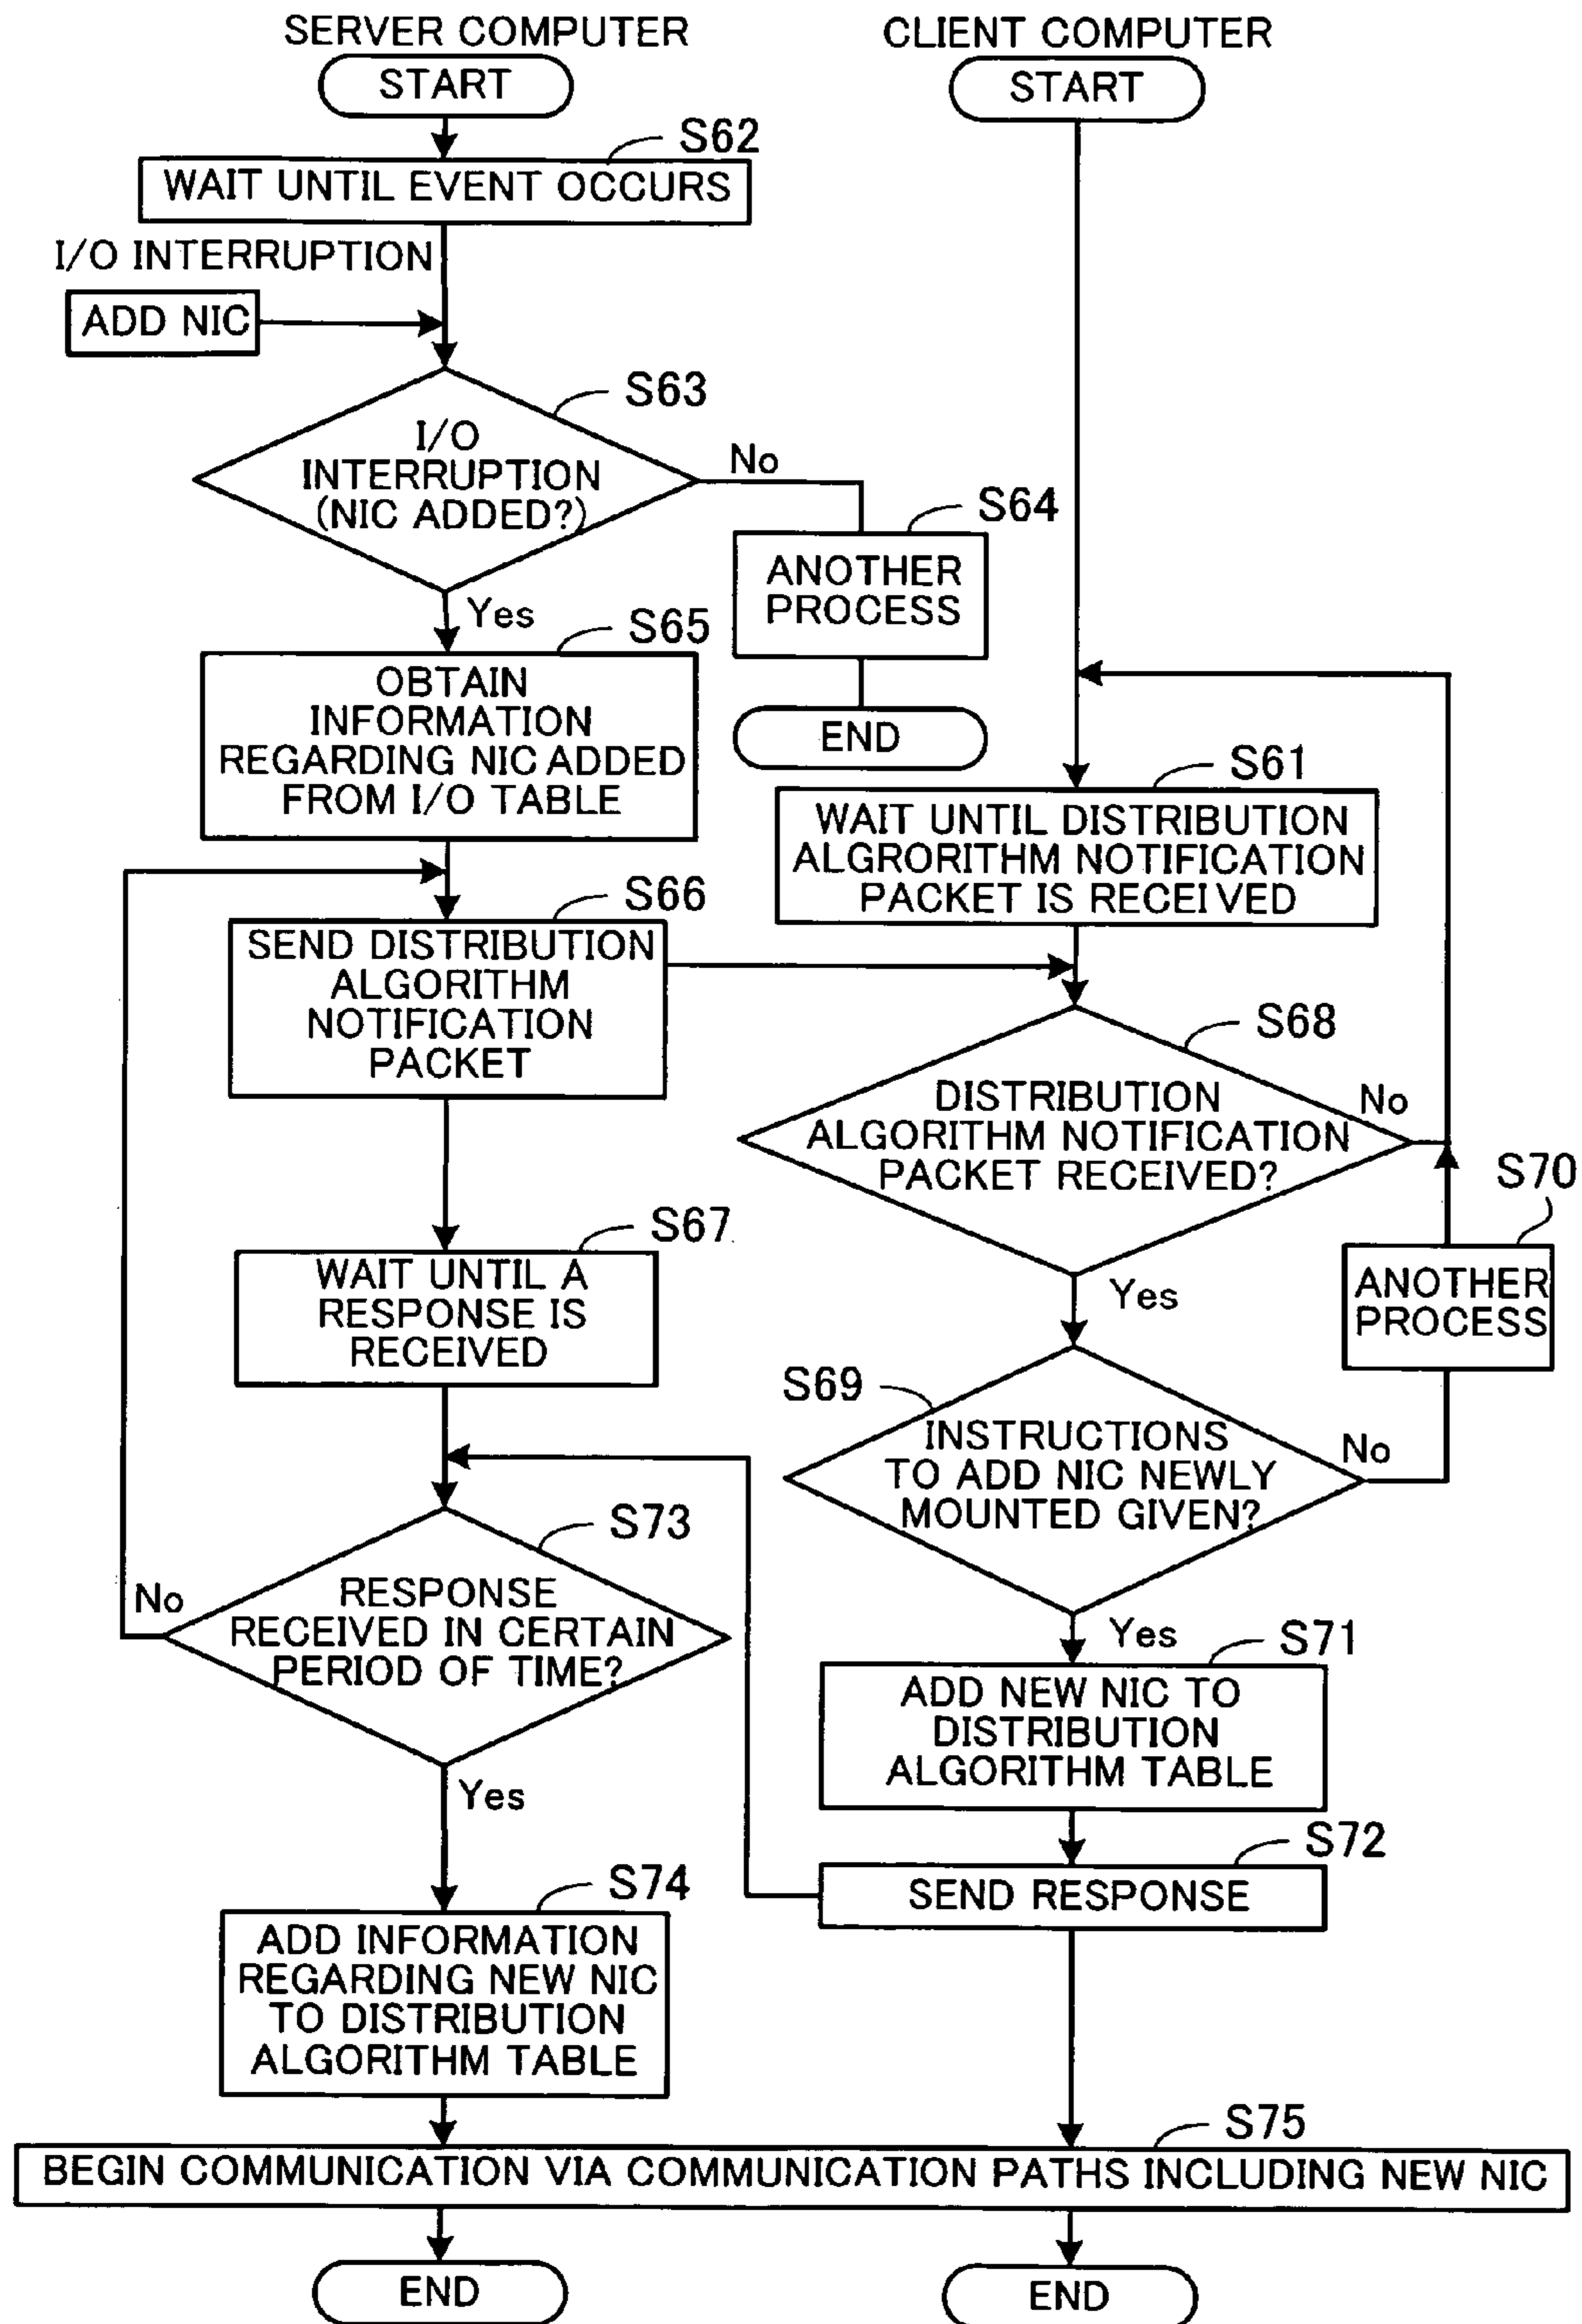 SERVER COMPUTER
START
S62
WAIT UNTIL EVENT OCCURS
I/O INTERRUPTION
ADD NIC
S63
I/O
INTERRUPTION
(NIC ADDED?)
No
S64
ANOTHER
PROCESS
END
Yes
S65
OBTAIN
INFORMATION
REGARDING NIC ADDED
FROM I/O TABLE
S66
SEND DISTRIBUTION
ALGORITHM
NOTIFICATION
PACKET
S67
WAIT UNTIL A
RESPONSE IS
RECEIVED
S73
RESPONSE
RECEIVED IN CERTAIN
PERIOD OF TIME?
No
Yes
S74
ADD INFORMATION
REGARDING NEW NIC
TO DISTRIBUTION
ALGORITHM TABLE
CLIENT COMPUTER
START
S61
WAIT UNTIL DISTRIBUTION
ALGRORITHM NOTIFICATION
PACKET IS RECEIVED
S68
DISTRIBUTION
ALGORITHM NOTIFICATION
PACKET RECEIVED?
No
Yes
S70
ANOTHER
PROCESS
S69
INSTRUCTIONS
TO ADD NIC NEWLY
MOUNTED GIVEN?
No
Yes
S71
ADD NEW NIC TO
DISTRIBUTION
ALGORITHM TABLE
S72
SEND RESPONSE
S75
BEGIN COMMUNICATION VIA COMMUNICATION PATHS INCLUDING NEW NIC
END
END